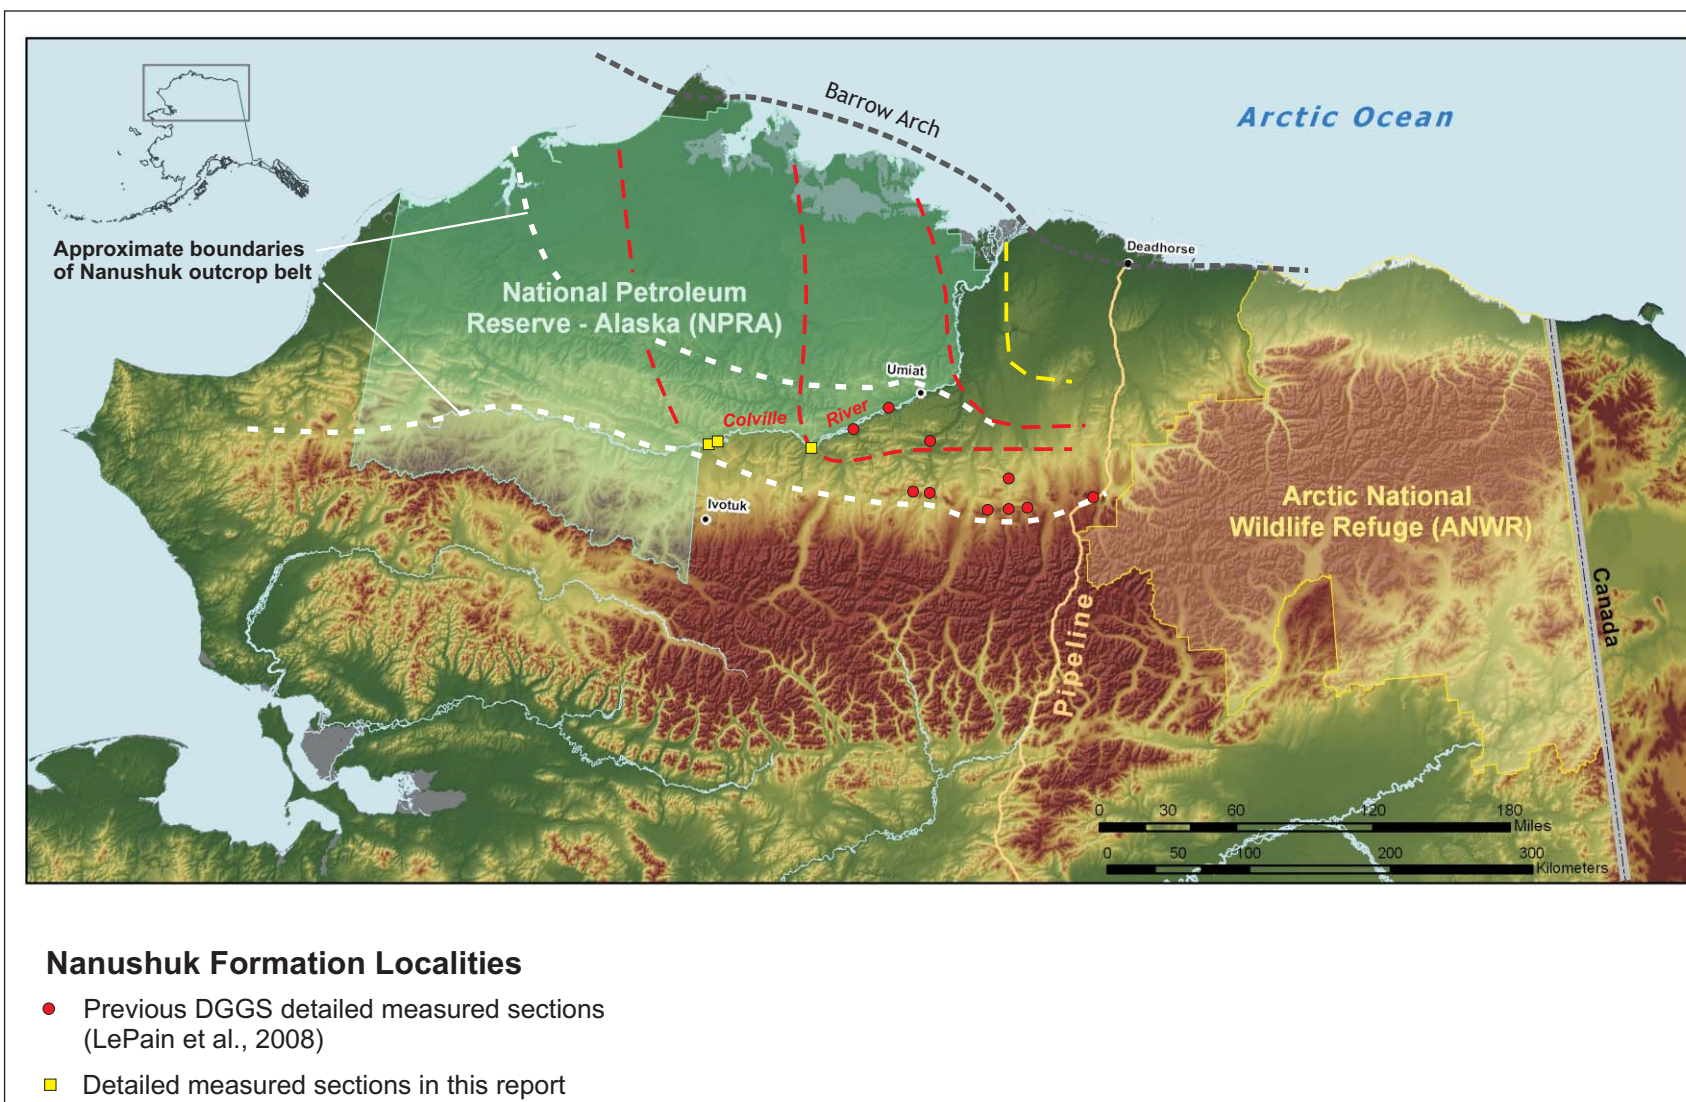 Barrow Arch
Arctic Ocean
Approximate boundaries
of Nanushuk outcrop belt
Deadhorse
National Petroleum
Reserve - Alaska (NPRA)
Umiat
Colville River
Ivotuk
Arctic National
Wildlife Refuge (ANWR)
Canada
Pipeline
0 30 60 120 180
Miles
0 50 100 200 300
Kilometers
Nanushuk Formation Localities
Previous DGGS detailed measured sections
(LePain et al., 2008)
Detailed measured sections in this report